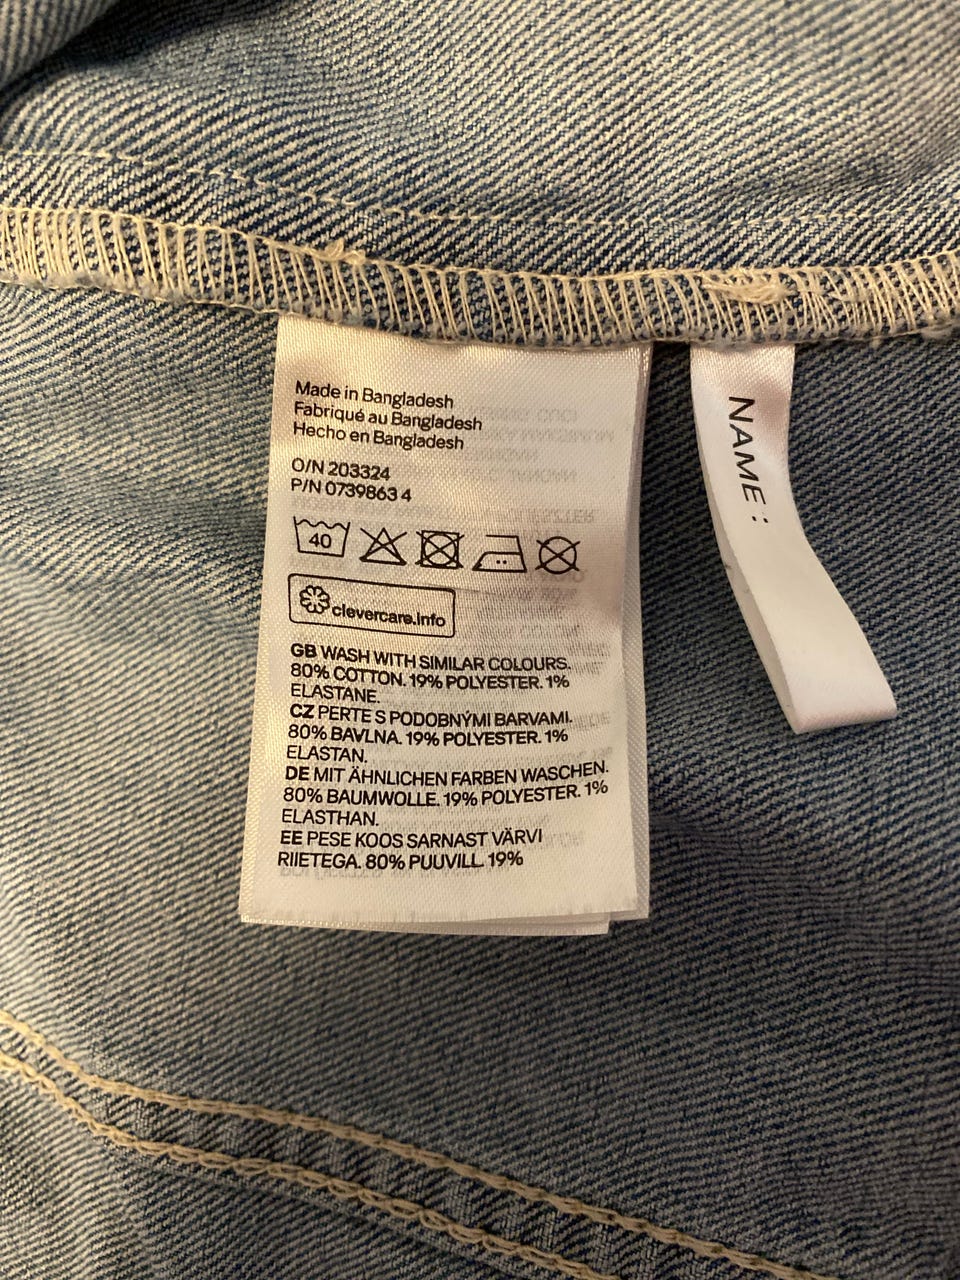 Made in Bangladesh
Fabriqué au Bangladesh
Hecho en Bangladesh
O/N 203324
P/N 0739863 4
40
clevercare.info
GB WASH WITH SIMILAR COLOURS.
80% COTTON. 19% POLYESTER. 1%
ELASTANE.
CZ PERTE S PODOBNÝMI BARVAMI.
80% BAVLNA. 19% POLYESTER. 1%
ELASTAN.
DE MIT ÄHNLICHEN FARBEN WASCHEN.
80% BAUMWOLLE. 19% POLYESTER. 1%
ELASTHAN.
EE PESE KOOS SARNAST VÄRVI
RIIETEGA. 80% PUUVILL. 19%
NAME :